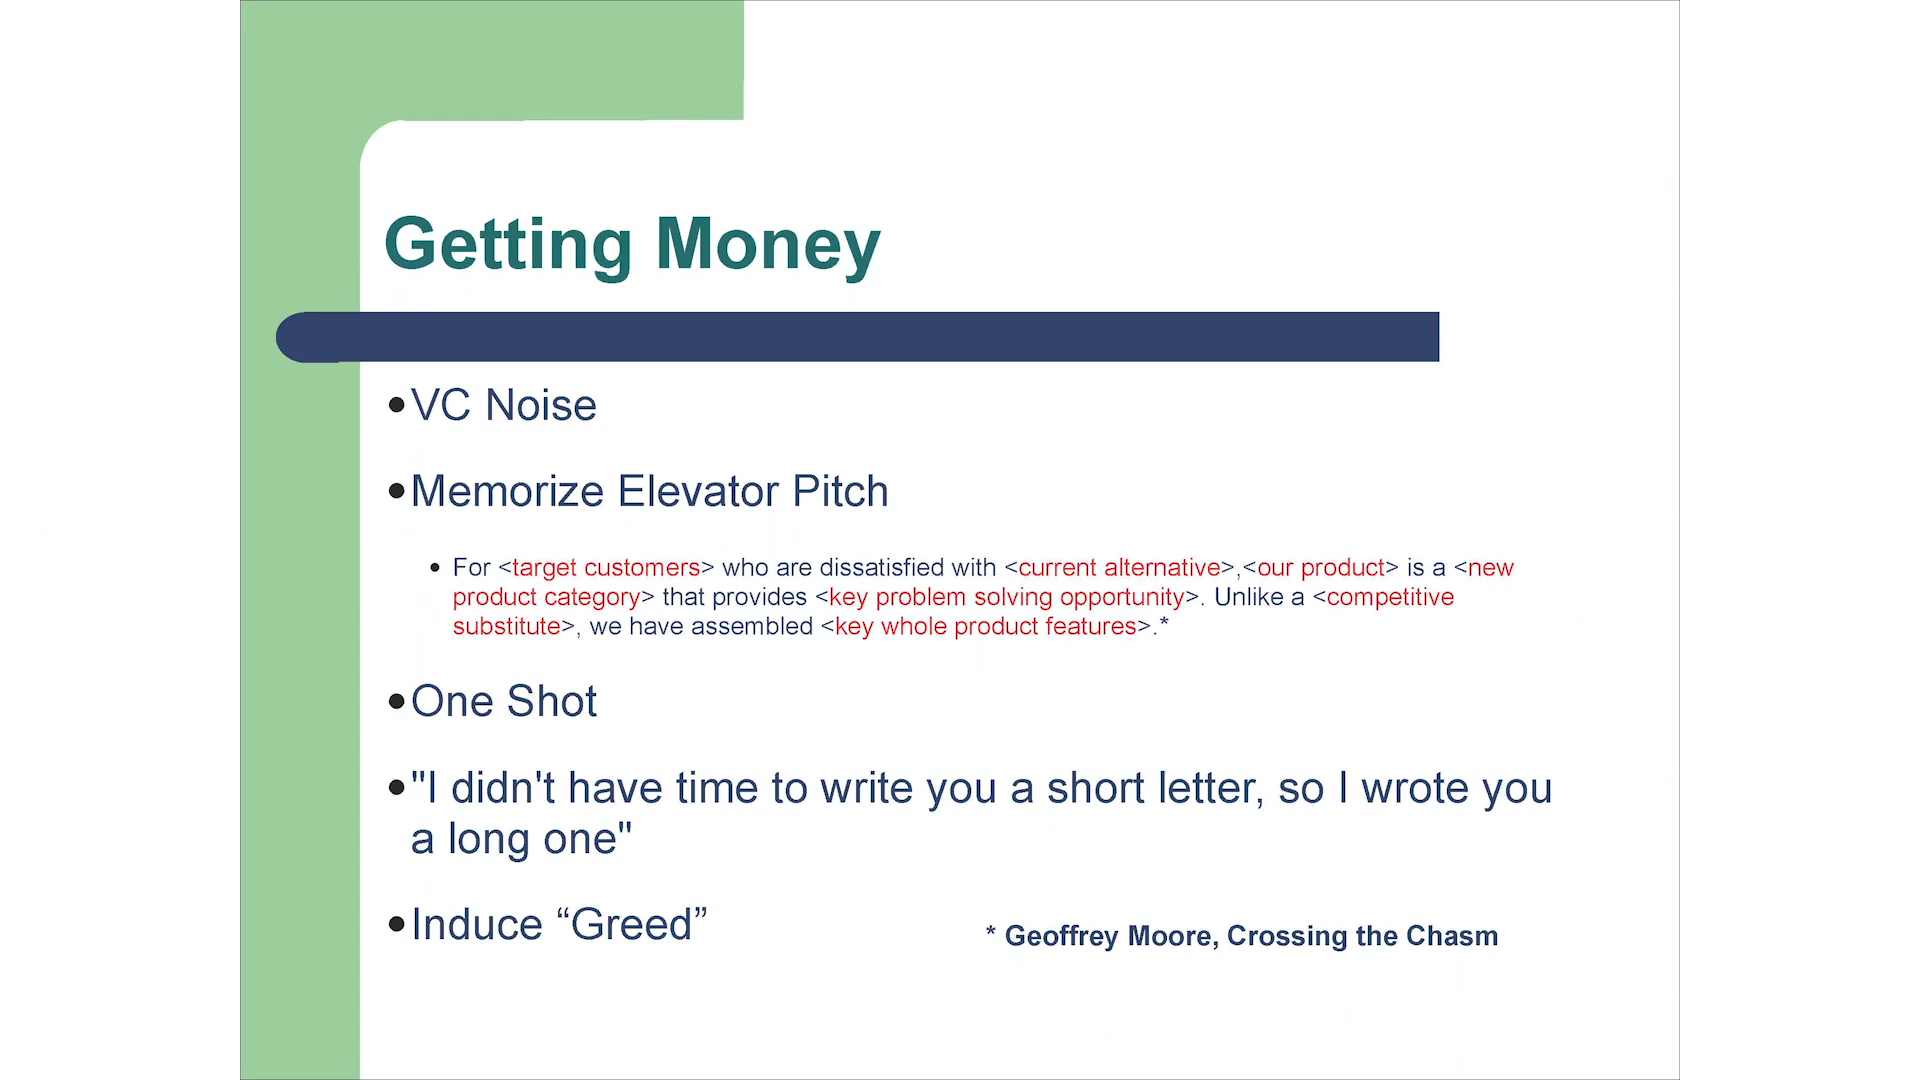 Getting Money
•VC Noise
•Memorize Elevator Pitch
• For <target customers> who are dissatisfied with <current alternative>,<our product> is a <new
product category> that provides <key problem solving opportunity>. Unlike a <competitive
substitute>, we have assembled <key whole product features>.*
•One Shot
•"I didn't have time to write you a short letter, so I wrote you
a long one"
•Induce “Greed”
* Geoffrey Moore, Crossing the Chasm